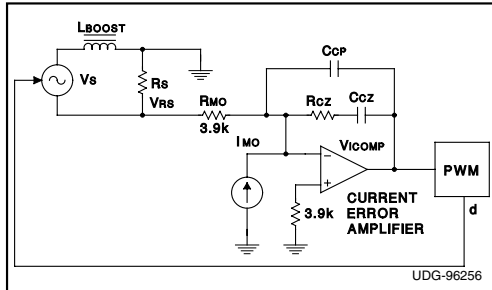 LBOOST
VS
RS
VRS
RMO
3.9k
CCP
RCZ
CCZ
IMO
VICOMP
−
+
3.9k
CURRENT
ERROR
AMPLIFIER
PWM
d
UDG-96256